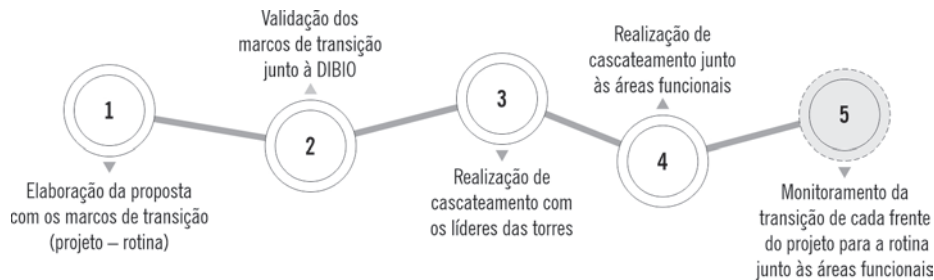 1
Elaboração da proposta
com os marcos de transição
(projeto – rotina)
Validação dos
marcos de transição
junto à DIBIO
2
3
Realização de
cascateamento com
os líderes das torres
Realização de
cascateamento junto
às áreas funcionais
4
5
Monitoramento da
transição de cada frente
do projeto para a rotina
junto às áreas funcionais